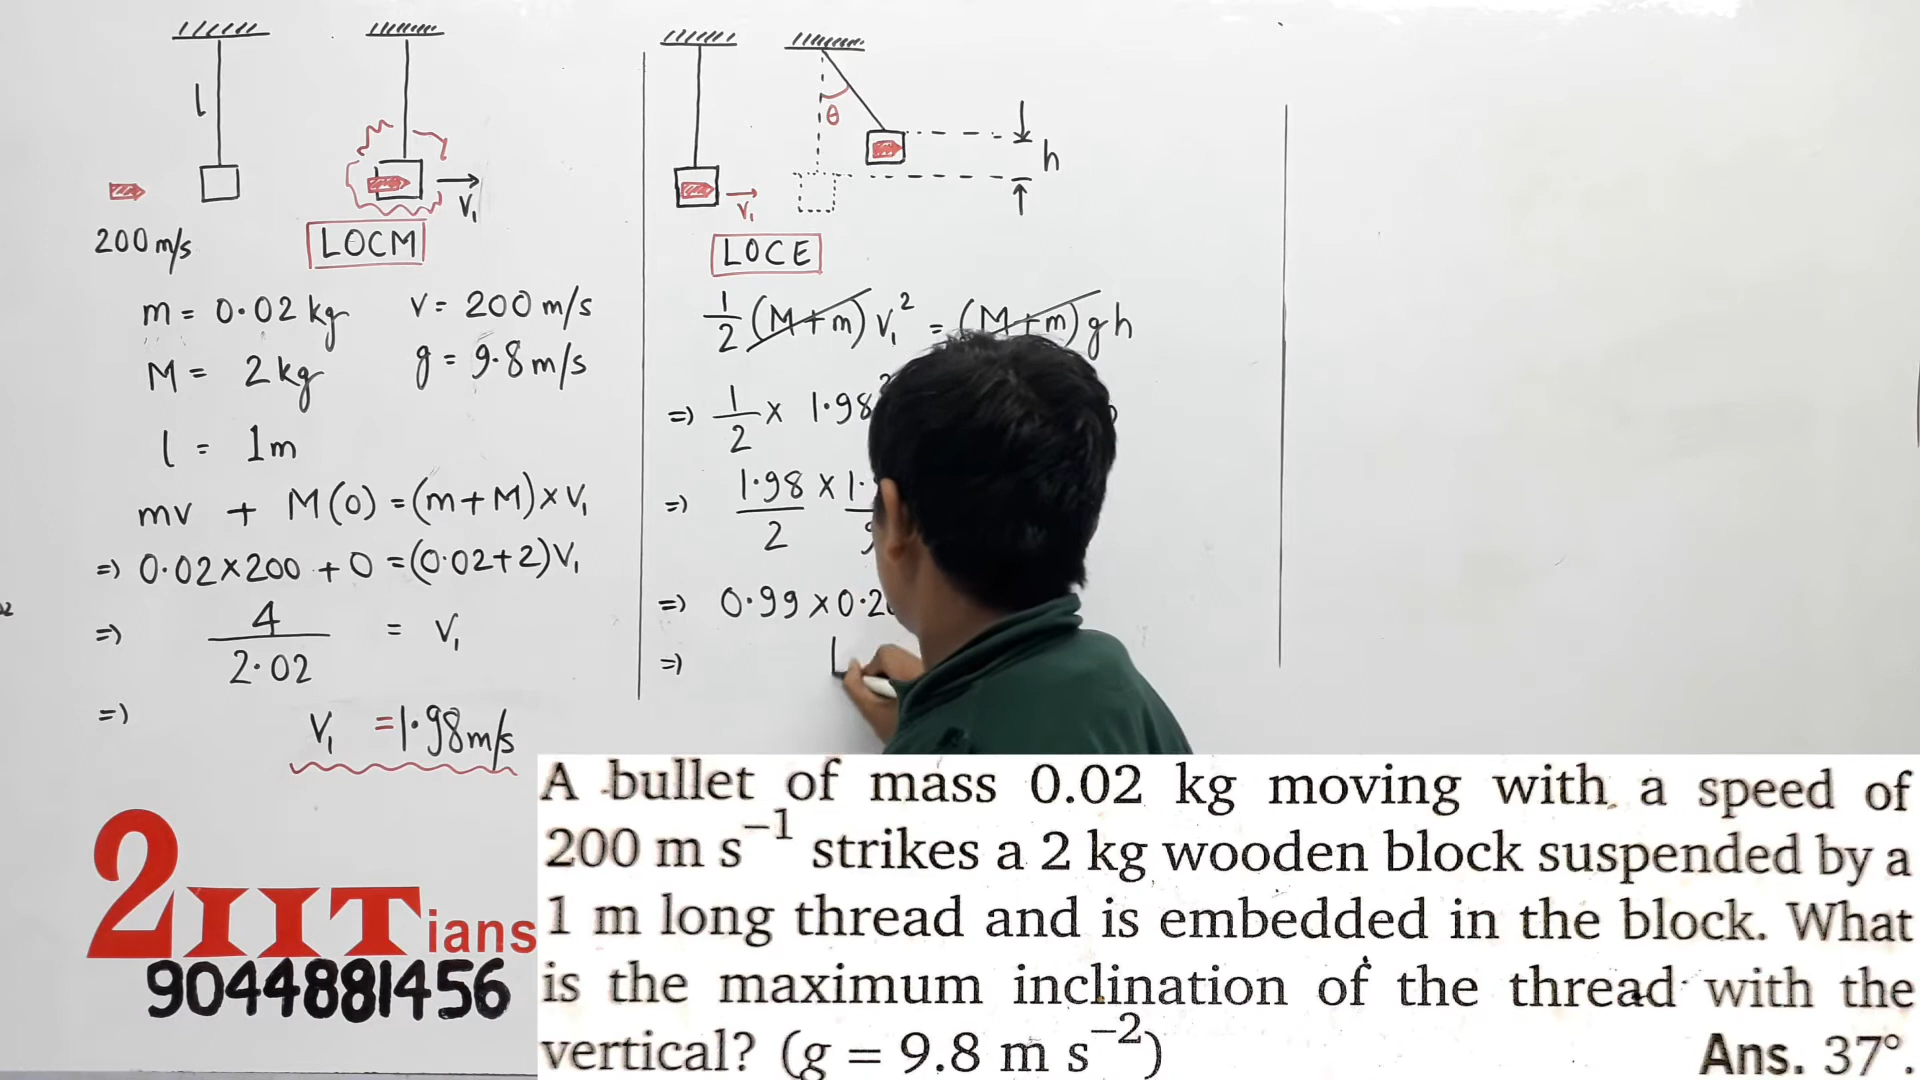 l
200 m/s
V₁
LOCM
m = 0.02 kg
v = 200 m/s
M = 2 kg
g = 9.8 m/s
l = 1m
mv + M(0) = (m+M)×V₁
=) 0.02×200 + 0 = (0.02+2)V₁
=) 4/2.02 = V₁
=) V₁ = 1.98 m/s
θ
h
V₁
LOCE
1/2 (M+m) V₁² = (M+m) gh
=) 1/2 × 1.98
=) 1.98 × 1.
2
=) 0.99 × 0.2
=)
2IITians
9044881456
A bullet of mass 0.02 kg moving with a speed of
200 m s⁻¹ strikes a 2 kg wooden block suspended by a
1 m long thread and is embedded in the block. What
is the maximum inclination of the thread with the
vertical? (g = 9.8 m s⁻²) Ans. 37°.